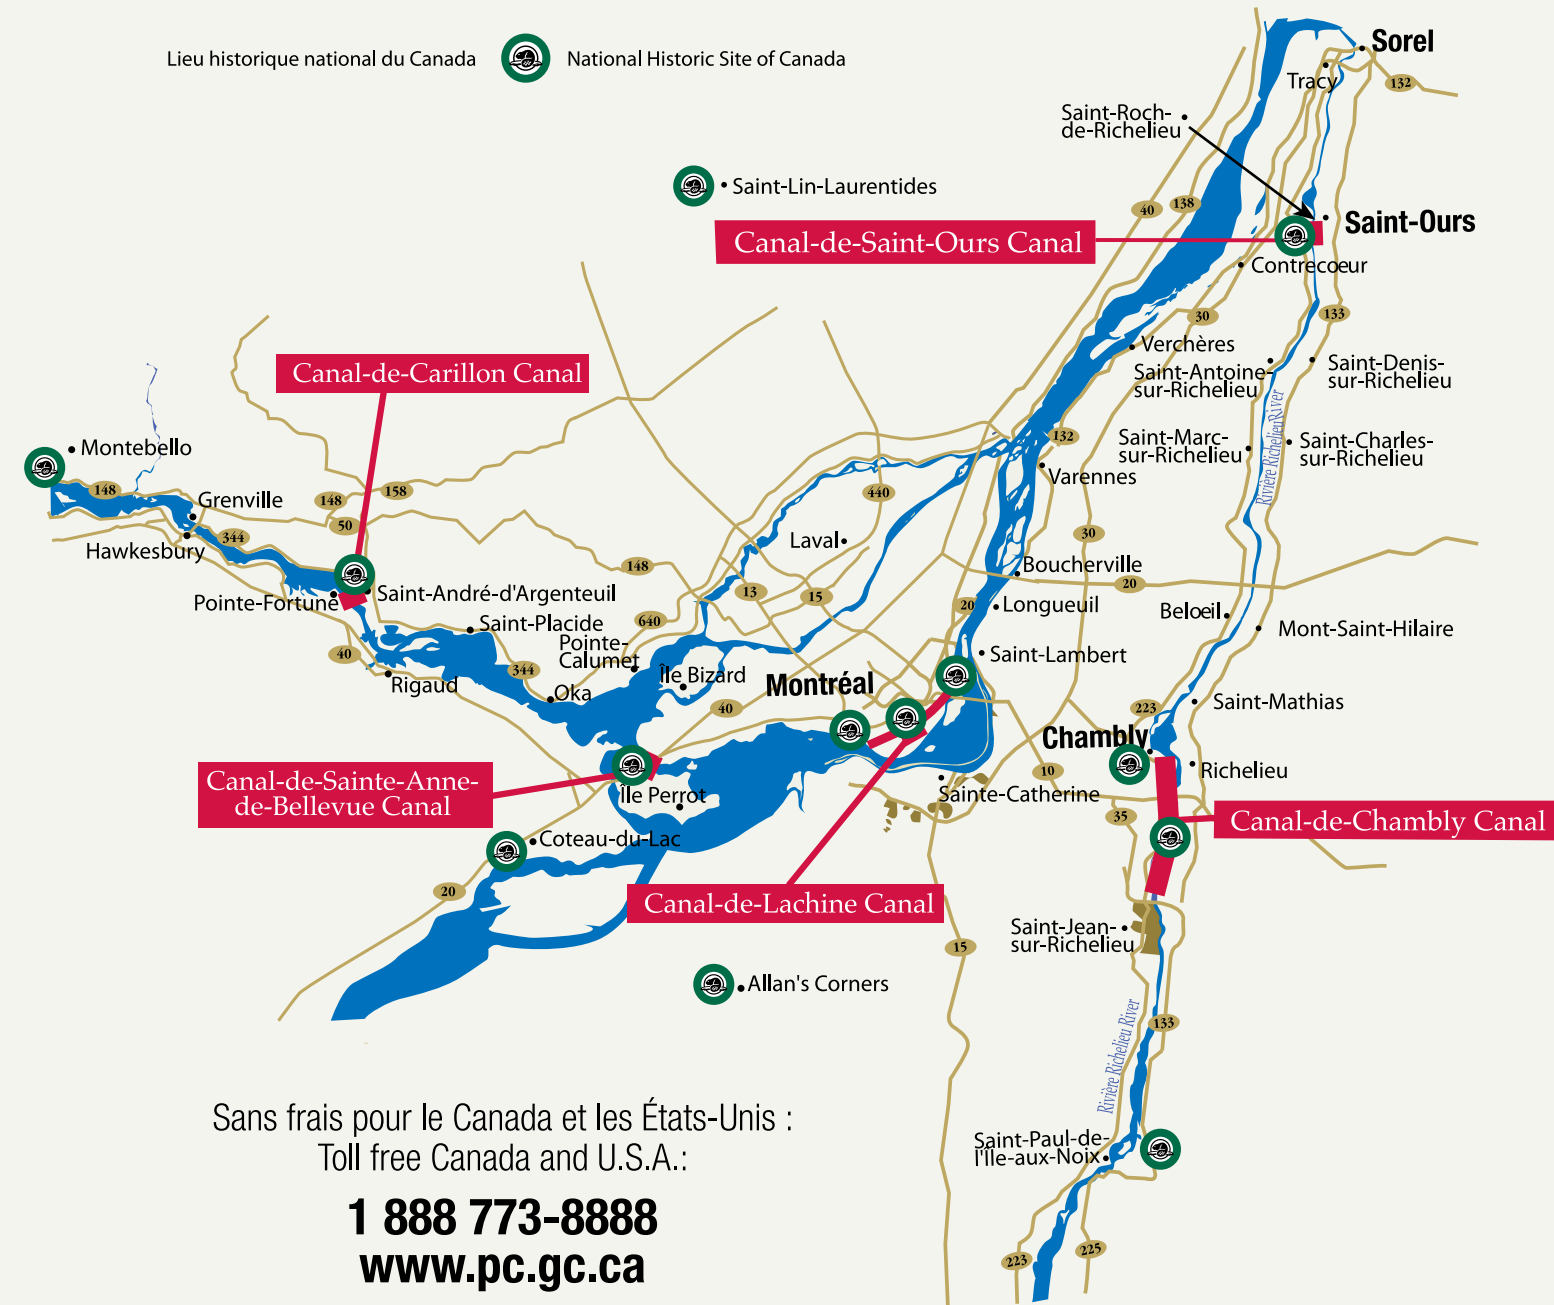 Lieu historique national du Canada
National Historic Site of Canada
Sorel
Tracy
132
Saint-Roch-
de-Richelieu
Saint-Lin-Laurentides
40
138
Saint-Ours
Canal-de-Saint-Ours Canal
Contrecoeur
30
133
Verchères
Saint-Antoine-
sur-Richelieu
Saint-Denis-
sur-Richelieu
Canal-de-Carillon Canal
Rivière Richelieu River
132
Saint-Marc-
sur-Richelieu
Saint-Charles-
sur-Richelieu
Montebello
Varennes
148
Grenville
148
158
440
50
344
Hawkesbury
Laval
30
148
Boucherville
20
Pointe-Fortune
Saint-André-d'Argenteuil
13
15
20
Longueuil
Beloeil
Saint-Placide
640
Mont-Saint-Hilaire
Pointe-
Calumet
40
344
Saint-Lambert
Rigaud
Oka
Île Bizard
Montréal
40
223
Saint-Mathias
Chambly
Canal-de-Sainte-Anne-
de-Bellevue Canal
Île Perrot
10
Richelieu
Sainte-Catherine
35
Canal-de-Chambly Canal
Coteau-du-Lac
20
Canal-de-Lachine Canal
Saint-Jean-
sur-Richelieu
15
Allan's Corners
133
Rivière Richelieu River
Sans frais pour le Canada et les États-Unis :
Toll free Canada and U.S.A.:
Saint-Paul-de-
l'Île-aux-Noix
1 888 773-8888
www.pc.gc.ca
223
225